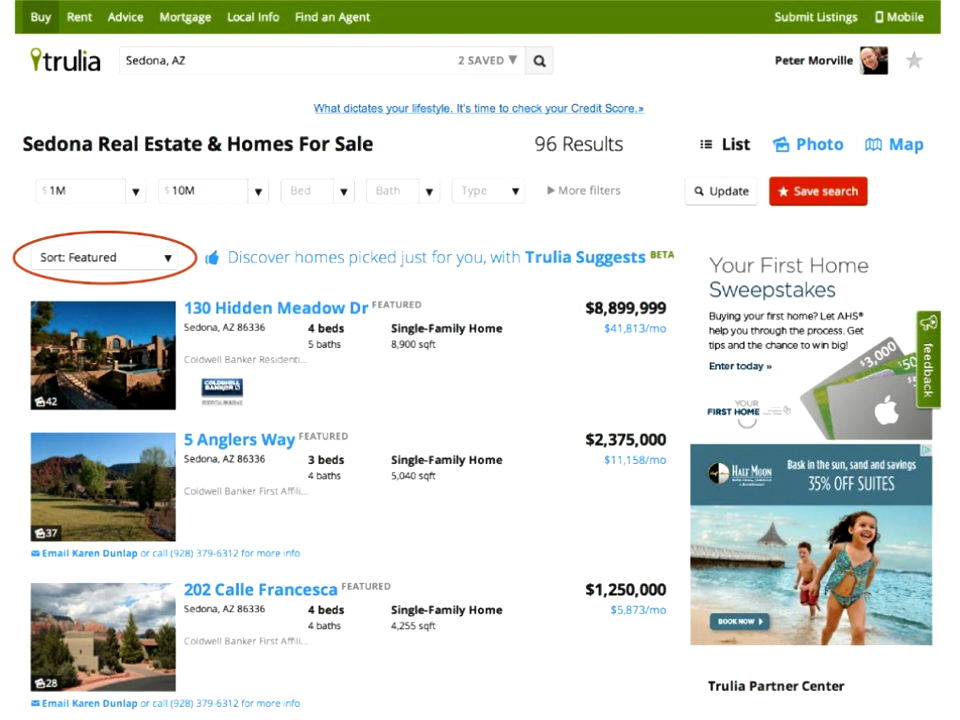 Buy Rent Advice Mortgage Local Info Find an Agent Submit Listings Mobile
trulia Sedona, AZ 2 SAVED ▼ Peter Morville
What dictates your lifestyle. It's time to check your Credit Score.»
Sedona Real Estate & Homes For Sale 96 Results List Photo Map
$ 1M ▼ $ 10M ▼ Bed ▼ Bath ▼ Type ▼ ▶ More filters Update ★ Save search
Sort: Featured ▼ Discover homes picked just for you, with Trulia Suggests BETA
130 Hidden Meadow Dr FEATURED $8,899,999
Sedona, AZ 86336 4 beds Single-Family Home $41,813/mo
5 baths 8,900 sqft
Coldwell Banker Residenti...
COLDWELL BANKER
42
5 Anglers Way FEATURED $2,375,000
Sedona, AZ 86336 3 beds Single-Family Home $11,158/mo
4 baths 5,040 sqft
Coldwell Banker First Affili...
37
Email Karen Dunlap or call (928) 379-6312 for more info
202 Calle Francesca FEATURED $1,250,000
Sedona, AZ 86336 4 beds Single-Family Home $5,873/mo
4 baths 4,255 sqft
Coldwell Banker First Affili...
28
Email Karen Dunlap or call (928) 379-6312 for more info
Your First Home
Sweepstakes
Buying your first home? Let AHS®
help you through the process. Get
tips and the chance to win big!
Enter today »
$3,000
$50
YOUR
FIRST HOME
feedback
HALF MOON
Bask in the sun, sand and savings
35% OFF SUITES
BOOK NOW
Trulia Partner Center